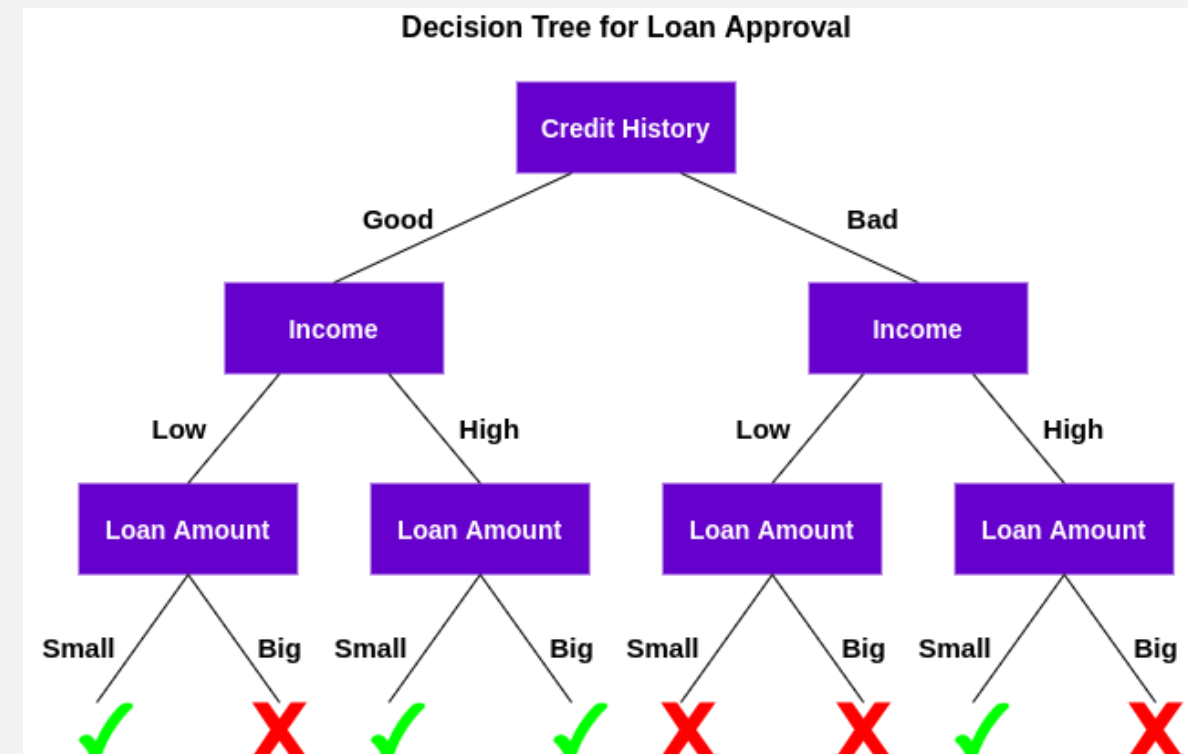 Decision Tree for Loan Approval
Credit History
Good Bad
Income Income
Low High Low High
Loan Amount Loan Amount Loan Amount Loan Amount
Small Big Small Big Small Big Small Big